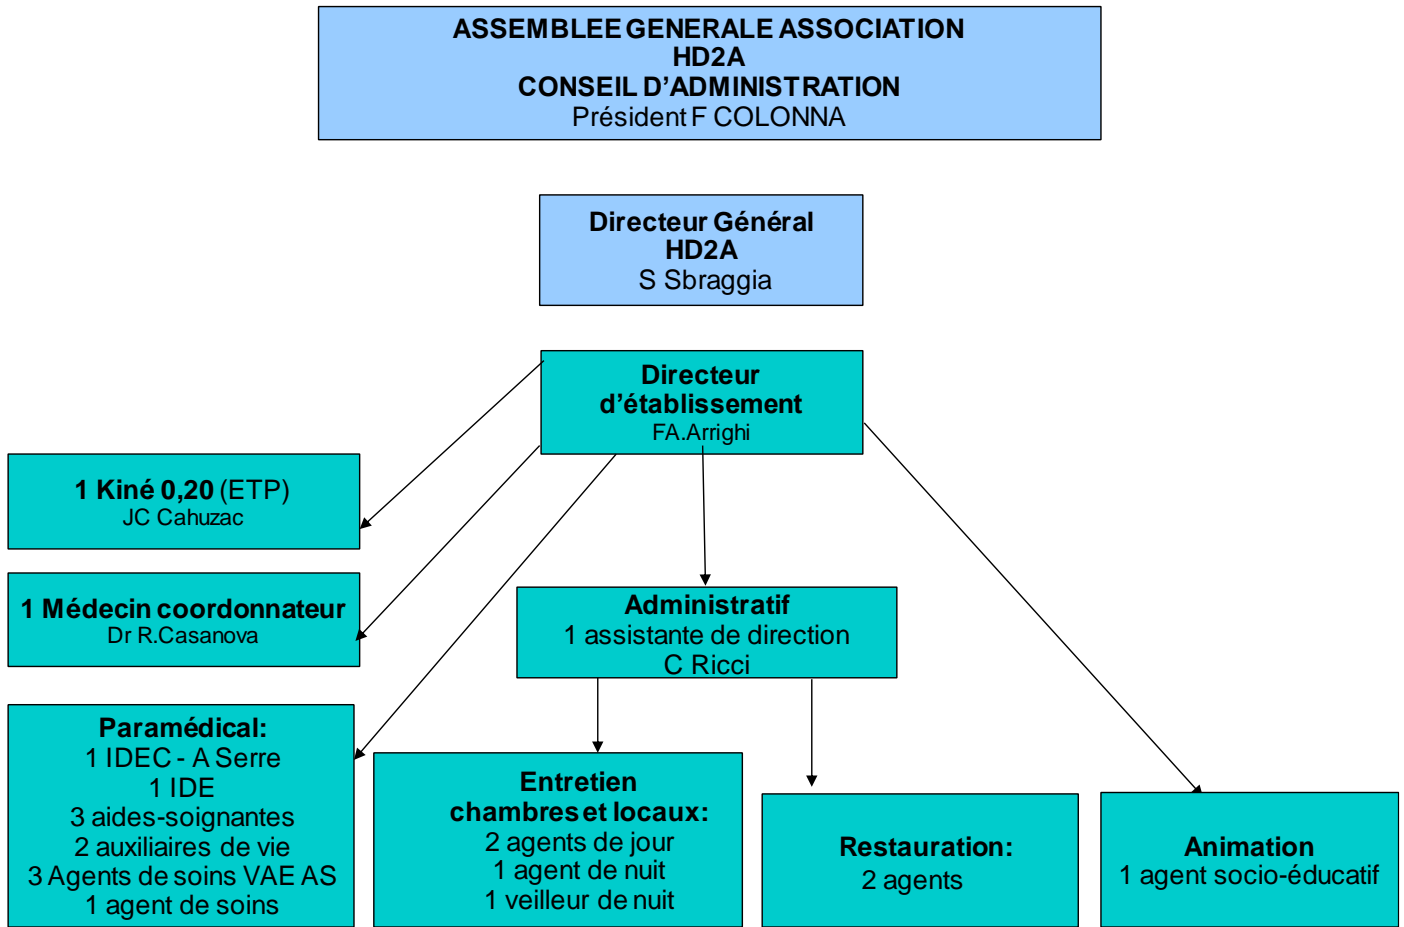 ASSEMBLEE GENERALE ASSOCIATION
HD2A
CONSEIL D'ADMINISTRATION
Président F COLONNA
Directeur Général
HD2A
S Sbraggia
Directeur
d'établissement
FA.Arrighi
1 Kiné 0,20 (ETP)
JC Cahuzac
1 Médecin coordonnateur
Dr R.Casanova
Administratif
1 assistante de direction
C Ricci
Paramédical:
1 IDEC - A Serre
1 IDE
3 aides-soignantes
2 auxiliaires de vie
3 Agents de soins VAE AS
1 agent de soins
Entretien
chambres et locaux:
2 agents de jour
1 agent de nuit
1 veilleur de nuit
Restauration:
2 agents
Animation
1 agent socio-éducatif